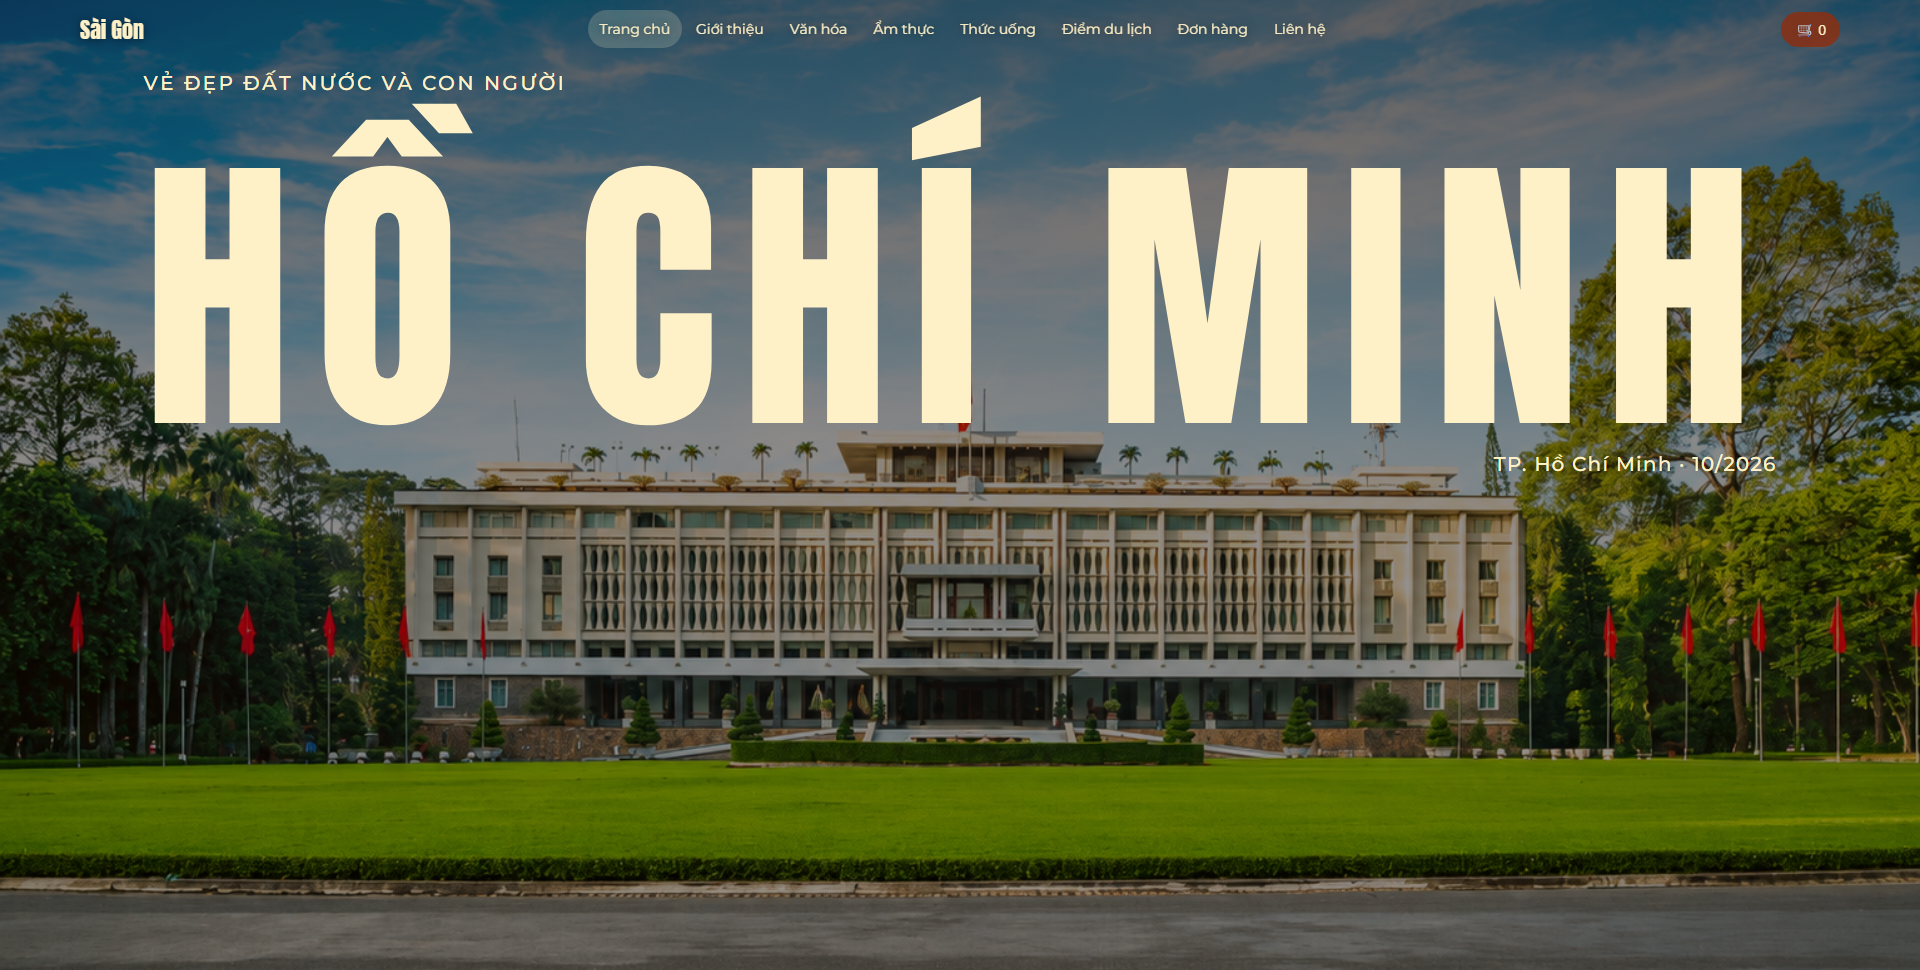 Sài Gòn
Trang chủ Giới thiệu Văn hóa Ẩm thực Thức uống Điểm du lịch Đơn hàng Liên hệ
0
VẺ ĐẸP ĐẤT NƯỚC VÀ CON NGƯỜI
HỒ CHÍ MINH
TP. Hồ Chí Minh · 10/2026